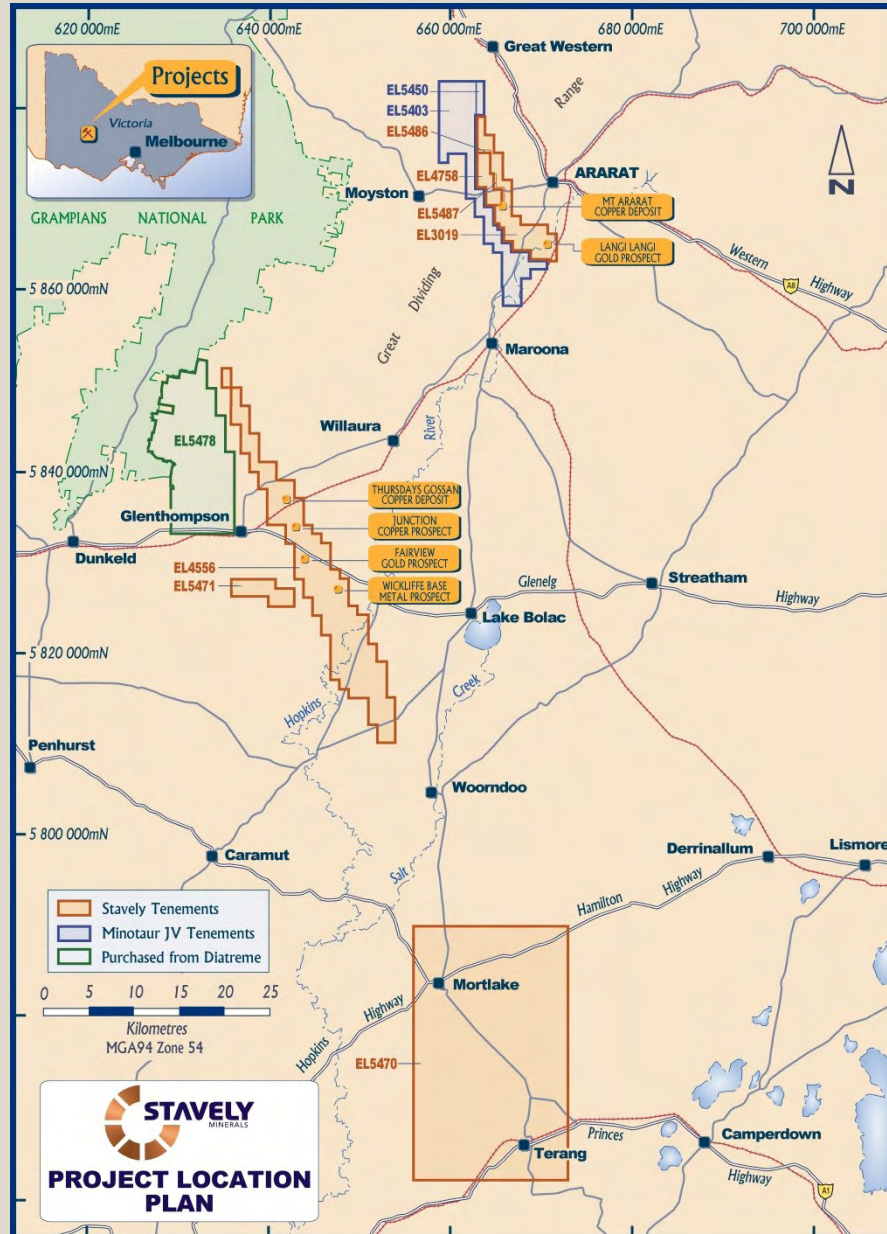 620 000mE
640 000mE
660 000mE
680 000mE
700 000mE
Projects
Victoria
Melbourne
Great Western
Range
EL5450
EL5403
EL5486
EL4758
ARARAT
N
Moyston
EL5487
EL3019
MT ARARAT
COPPER DEPOSIT
LANGI LANGI
GOLD PROSPECT
GRAMPIANS NATIONAL PARK
Western
Highway
A8
5 860 000mN
Great Dividing
Maroona
Willaura
River
EL5478
5 840 000mN
THURSDAYS GOSSAN
COPPER DEPOSIT
Glenthompson
JUNCTION
COPPER PROSPECT
Dunkeld
FAIRVIEW
GOLD PROSPECT
EL4556
EL5471
WICKLIFFE BASE
METAL PROSPECT
Glenelg
Streatham
Highway
Lake Bolac
5 820 000mN
Creek
Hopkins
Penhurst
Woorndoo
5 800 000mN
Caramut
Derrinallum
Lismore
Salt
Hamilton
Highway
Stavely Tenements
Minotaur JV Tenements
Purchased from Diatreme
0 5 10 15 20 25
Kilometres
MGA94 Zone 54
Mortlake
Hopkins
Highway
EL5470
STAVELY
MINERALS
PROJECT LOCATION
PLAN
Terang
Princes
Camperdown
Highway
A1